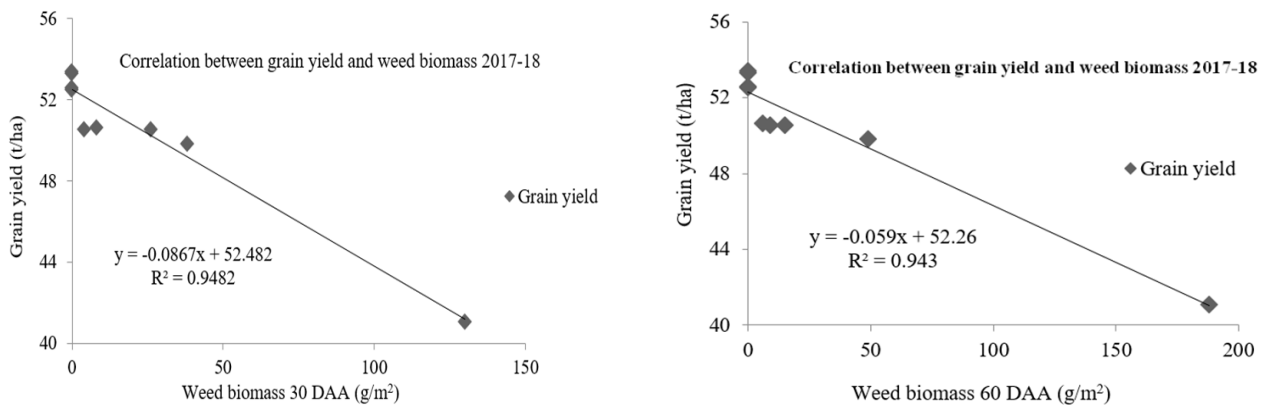 56
Correlation between grain yield and weed biomass 2017-18
52
48
44
40
Grain yield (t/ha)
Grain yield
y = -0.0867x + 52.482
R² = 0.9482
0
50
100
150
Weed biomass 30 DAA (g/m²)
56
Correlation between grain yield and weed biomass 2017-18
52
48
44
40
Grain yield (t/ha)
Grain yield
y = -0.059x + 52.26
R² = 0.943
0
50
100
150
200
Weed biomass 60 DAA (g/m²)